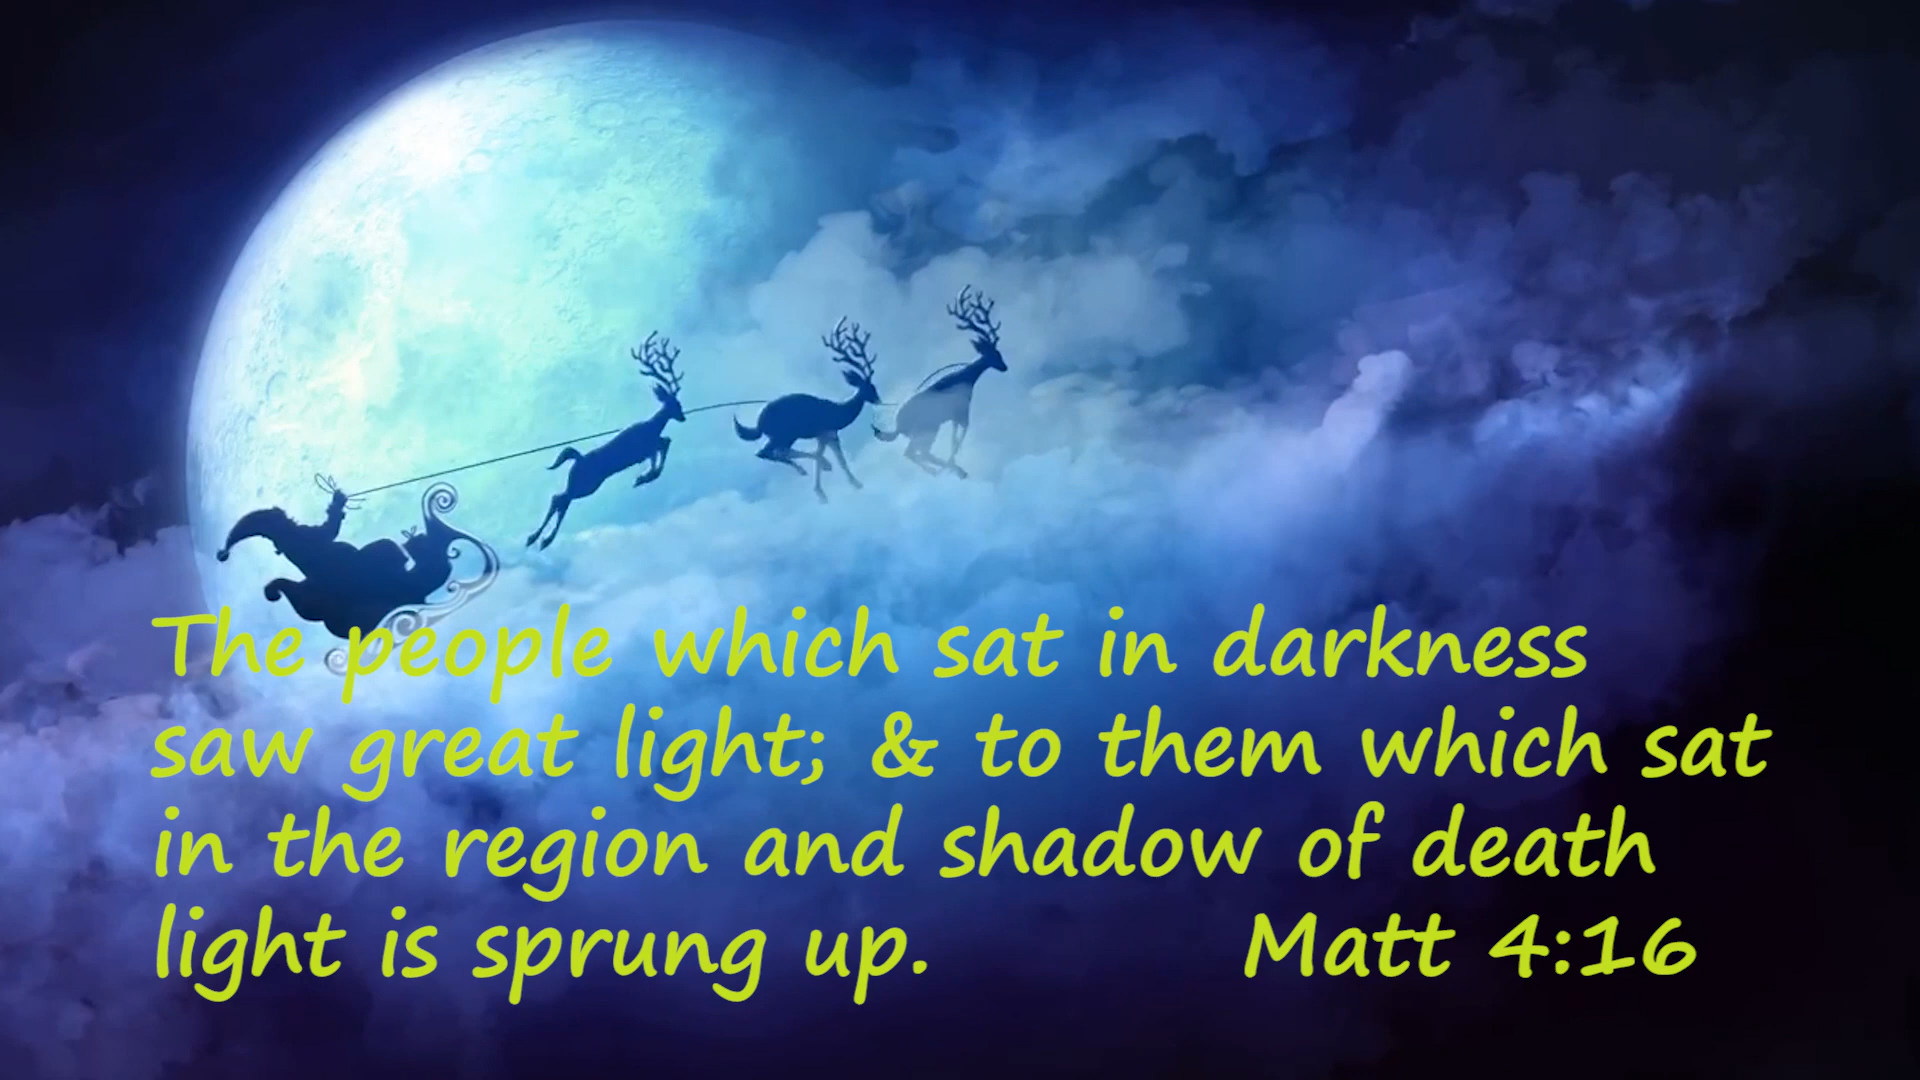 The people which sat in darkness
saw great light; & to them which sat
in the region and shadow of death
light is sprung up. Matt 4:16